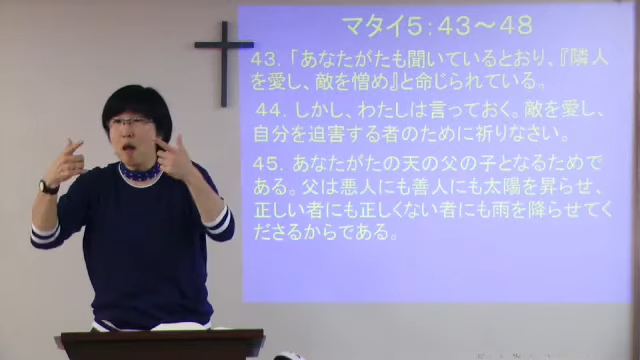 マタイ5:43~48
43. 「あなたがたも聞いているとおり、『隣人
を愛し、敵を憎め』と命じられている。
44. しかし、わたしは言っておく。敵を愛し、
自分を迫害する者のために祈りなさい。
45. あなたがたの天の父の子となるためで
ある。父は悪人にも善人にも太陽を昇らせ、
正しい者にも正しくない者にも雨を降らせてく
ださるからである。